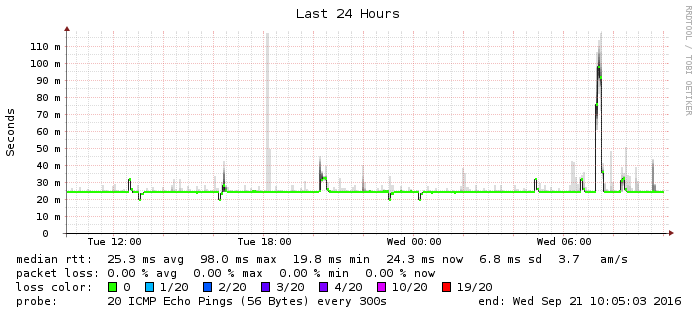 Last 24 Hours
RRDTOOL / TOBI OETIKER
Seconds
110 m
100 m
90 m
80 m
70 m
60 m
50 m
40 m
30 m
20 m
10 m
0
Tue 12:00 Tue 18:00 Wed 00:00 Wed 06:00
median rtt: 25.3 ms avg 98.0 ms max 19.8 ms min 24.3 ms now 6.8 ms sd 3.7 am/s
packet loss: 0.00 % avg 0.00 % max 0.00 % min 0.00 % now
loss color: 0 1/20 2/20 3/20 4/20 10/20 19/20
probe: 20 ICMP Echo Pings (56 Bytes) every 300s end: Wed Sep 21 10:05:03 2016